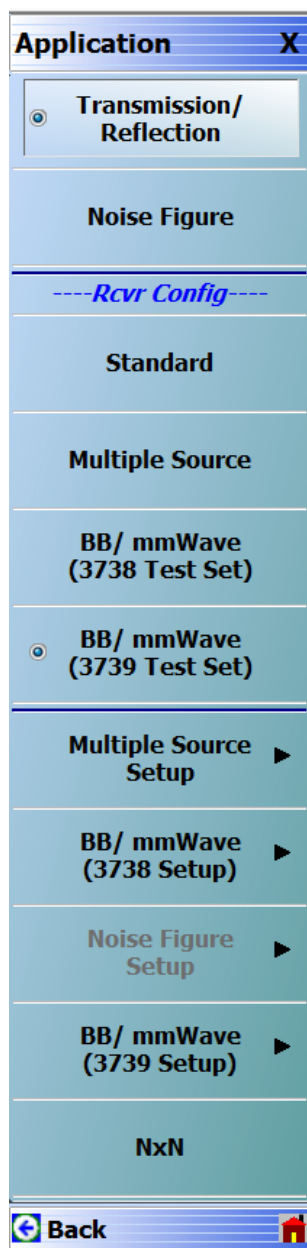 Application X
Transmission/
Reflection
Noise Figure
----Rcvr Config----
Standard
Multiple Source
BB/ mmWave
(3738 Test Set)
BB/ mmWave
(3739 Test Set)
Multiple Source
Setup
BB/ mmWave
(3738 Setup)
Noise Figure
Setup
BB/ mmWave
(3739 Setup)
NxN
Back